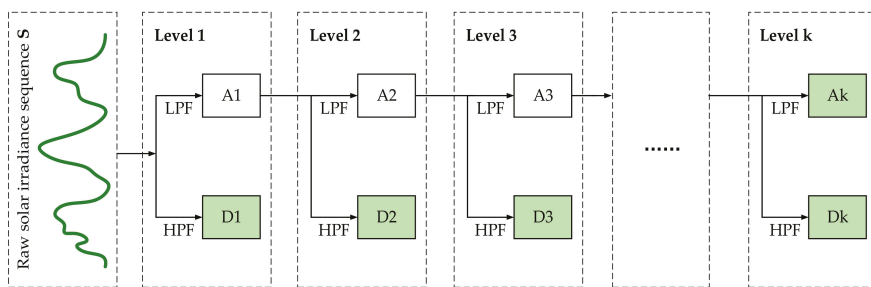 Raw solar irradiance sequence S
Level 1
LPF
A1
HPF
D1
Level 2
LPF
A2
HPF
D2
Level 3
LPF
A3
HPF
D3
......
Level k
LPF
Ak
HPF
Dk